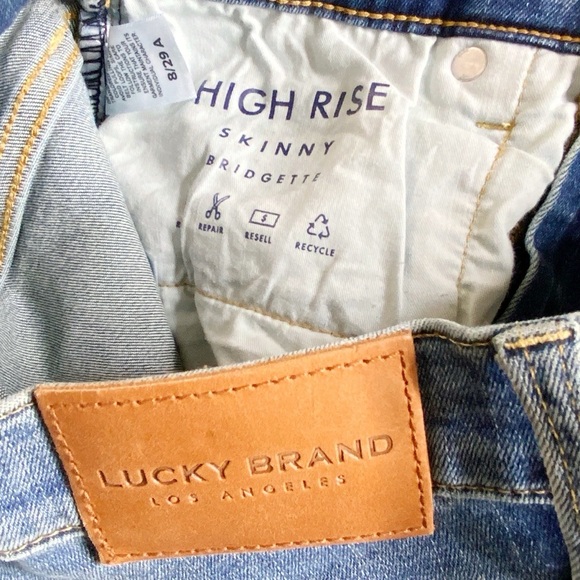 8/29 A
HIGH RISE
SKINNY
BRIDGETTE
REPAIR
RESELL
RECYCLE
LUCKY BRAND
LOS ANGELES